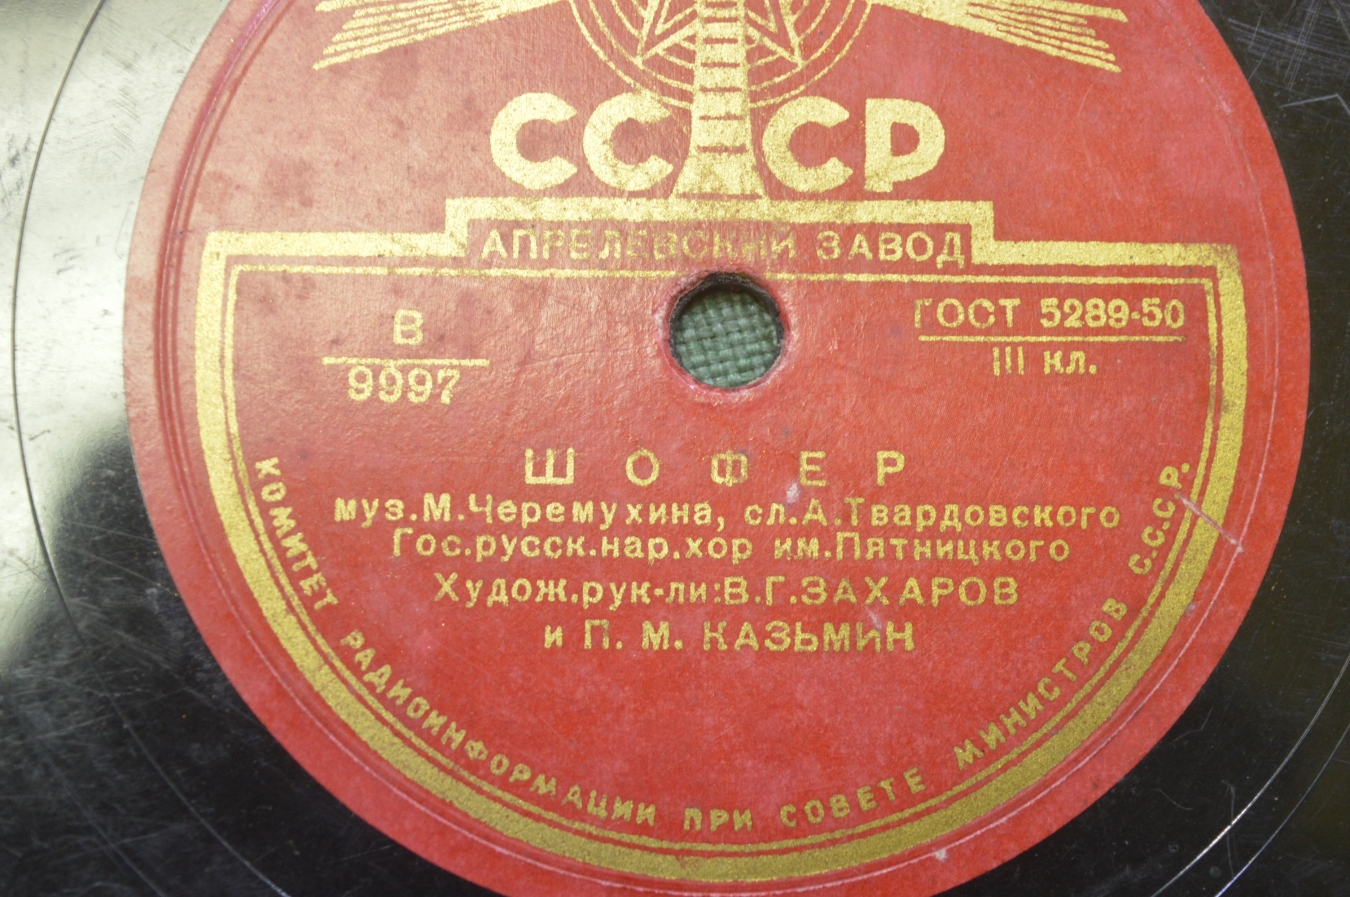 СССР
АПРЕЛЕВСКИЙ ЗАВОД
В
9997
ГОСТ 5289-50
III кл.
ШОФЕР
муз.М.Черемухина, сл.А.Твардовского
Гос.русск.нар.хор им.Пятницкого
Худож.рук-ли:В.Г.ЗАХАРОВ
и П. М. КАЗЬМИН
КОМИТЕТ РАДИОИНФОРМАЦИИ ПРИ СОВЕТЕ МИНИСТРОВ С.С.С.Р.